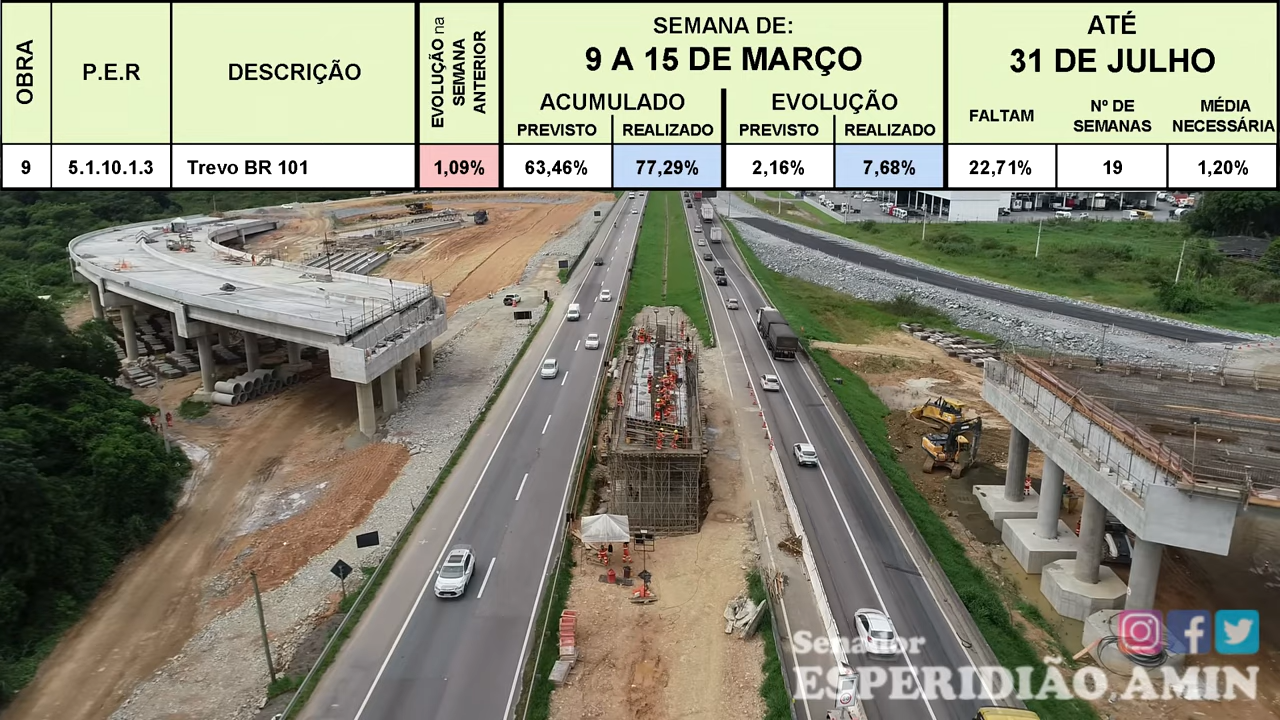 OBRA
P.E.R
DESCRIÇÃO
EVOLUÇÃO na
SEMANA
ANTERIOR
SEMANA DE:
9 A 15 DE MARÇO
ACUMULADO
EVOLUÇÃO
PREVISTO
REALIZADO
PREVISTO
REALIZADO
ATÉ
31 DE JULHO
FALTAM
Nº DE
SEMANAS
MÉDIA
NECESSÁRIA
9
5.1.10.1.3
Trevo BR 101
1,09%
63,46%
77,29%
2,16%
7,68%
22,71%
19
1,20%
Senador
ESPERIDIÃO AMIN